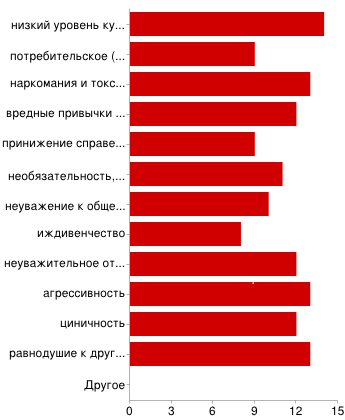 низкий уровень ку...
потребительское (...
наркомания и токс...
вредные привычки ...
принижение справе...
необязательность,...
неуважение к обще...
иждивенчество
неуважительное от...
агрессивность
циничность
равнодушие к друг...
Другое
0 3 6 9 12 15